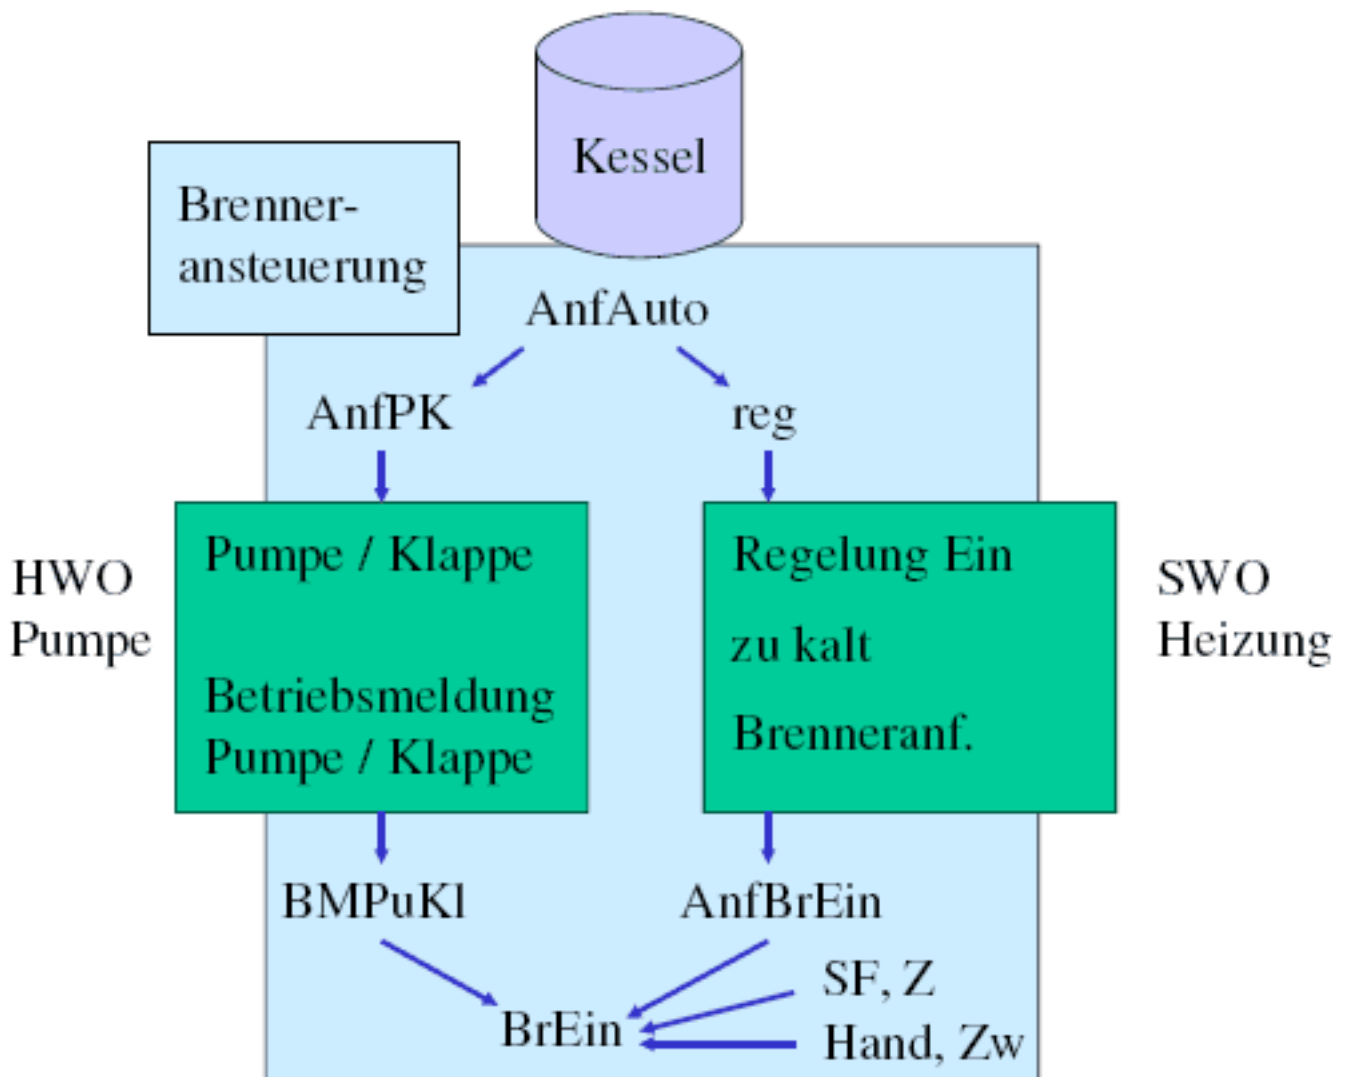 Kessel
Brenner-
ansteuerung
AnfAuto
AnfPK
reg
HWO
Pumpe
Pumpe / Klappe
Betriebsmeldung
Pumpe / Klappe
Regelung Ein
zu kalt
Brenneranf.
SWO
Heizung
BMPuKl
AnfBrEin
SF, Z
BrEin
Hand, Zw